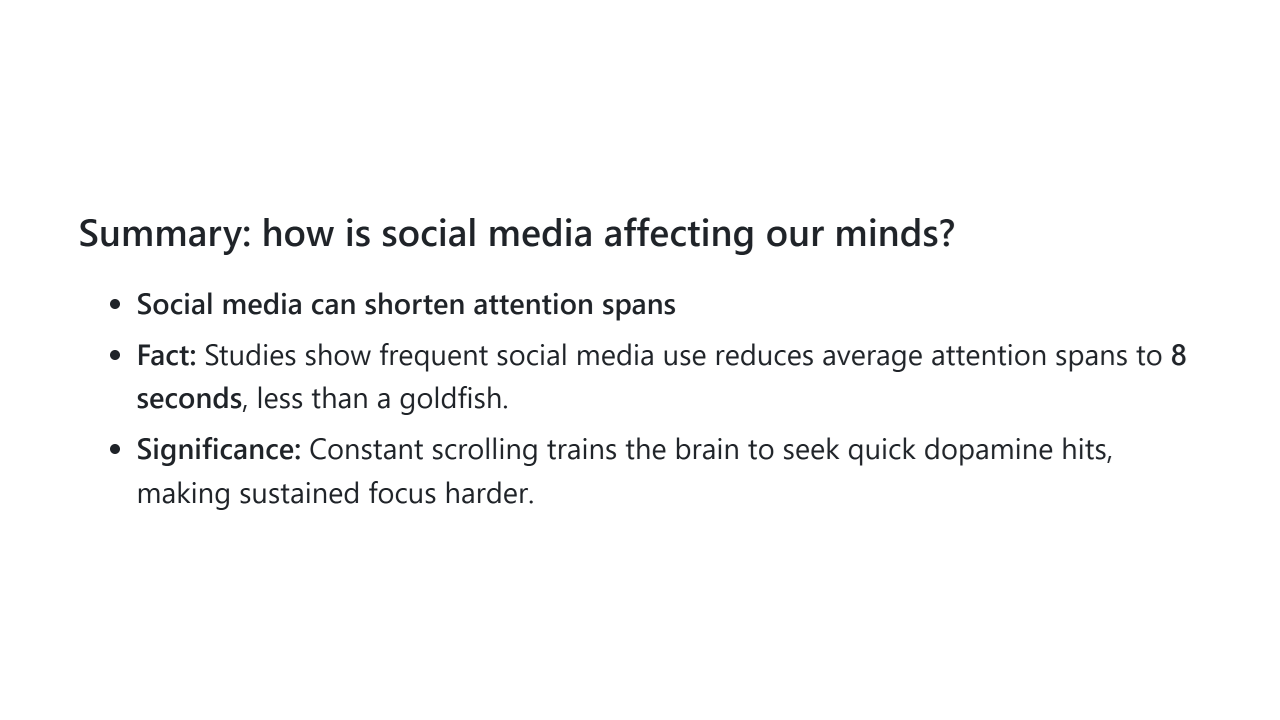 Summary: how is social media affecting our minds?
• Social media can shorten attention spans
• Fact: Studies show frequent social media use reduces average attention spans to 8
seconds, less than a goldfish.
• Significance: Constant scrolling trains the brain to seek quick dopamine hits,
making sustained focus harder.